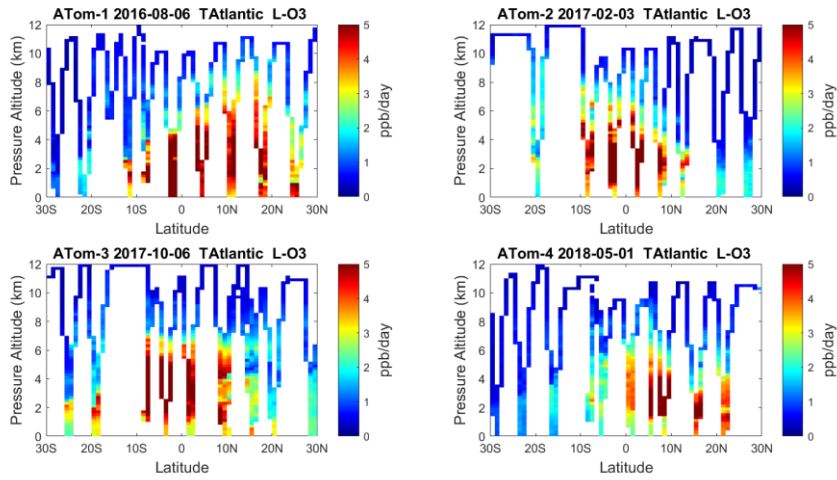 ATom-1 2016-08-06 TAtlantic L-O3
12
10
8
6
4
2
0
Pressure Altitude (km)
30S 20S 10S 0 10N 20N 30N
Latitude
5
4
3
2
1
0
ppb/day
ATom-2 2017-02-03 TAtlantic L-O3
12
10
8
6
4
2
0
Pressure Altitude (km)
30S 20S 10S 0 10N 20N 30N
Latitude
5
4
3
2
1
0
ppb/day
ATom-3 2017-10-06 TAtlantic L-O3
12
10
8
6
4
2
0
Pressure Altitude (km)
30S 20S 10S 0 10N 20N 30N
Latitude
5
4
3
2
1
0
ppb/day
ATom-4 2018-05-01 TAtlantic L-O3
12
10
8
6
4
2
0
Pressure Altitude (km)
30S 20S 10S 0 10N 20N 30N
Latitude
5
4
3
2
1
0
ppb/day